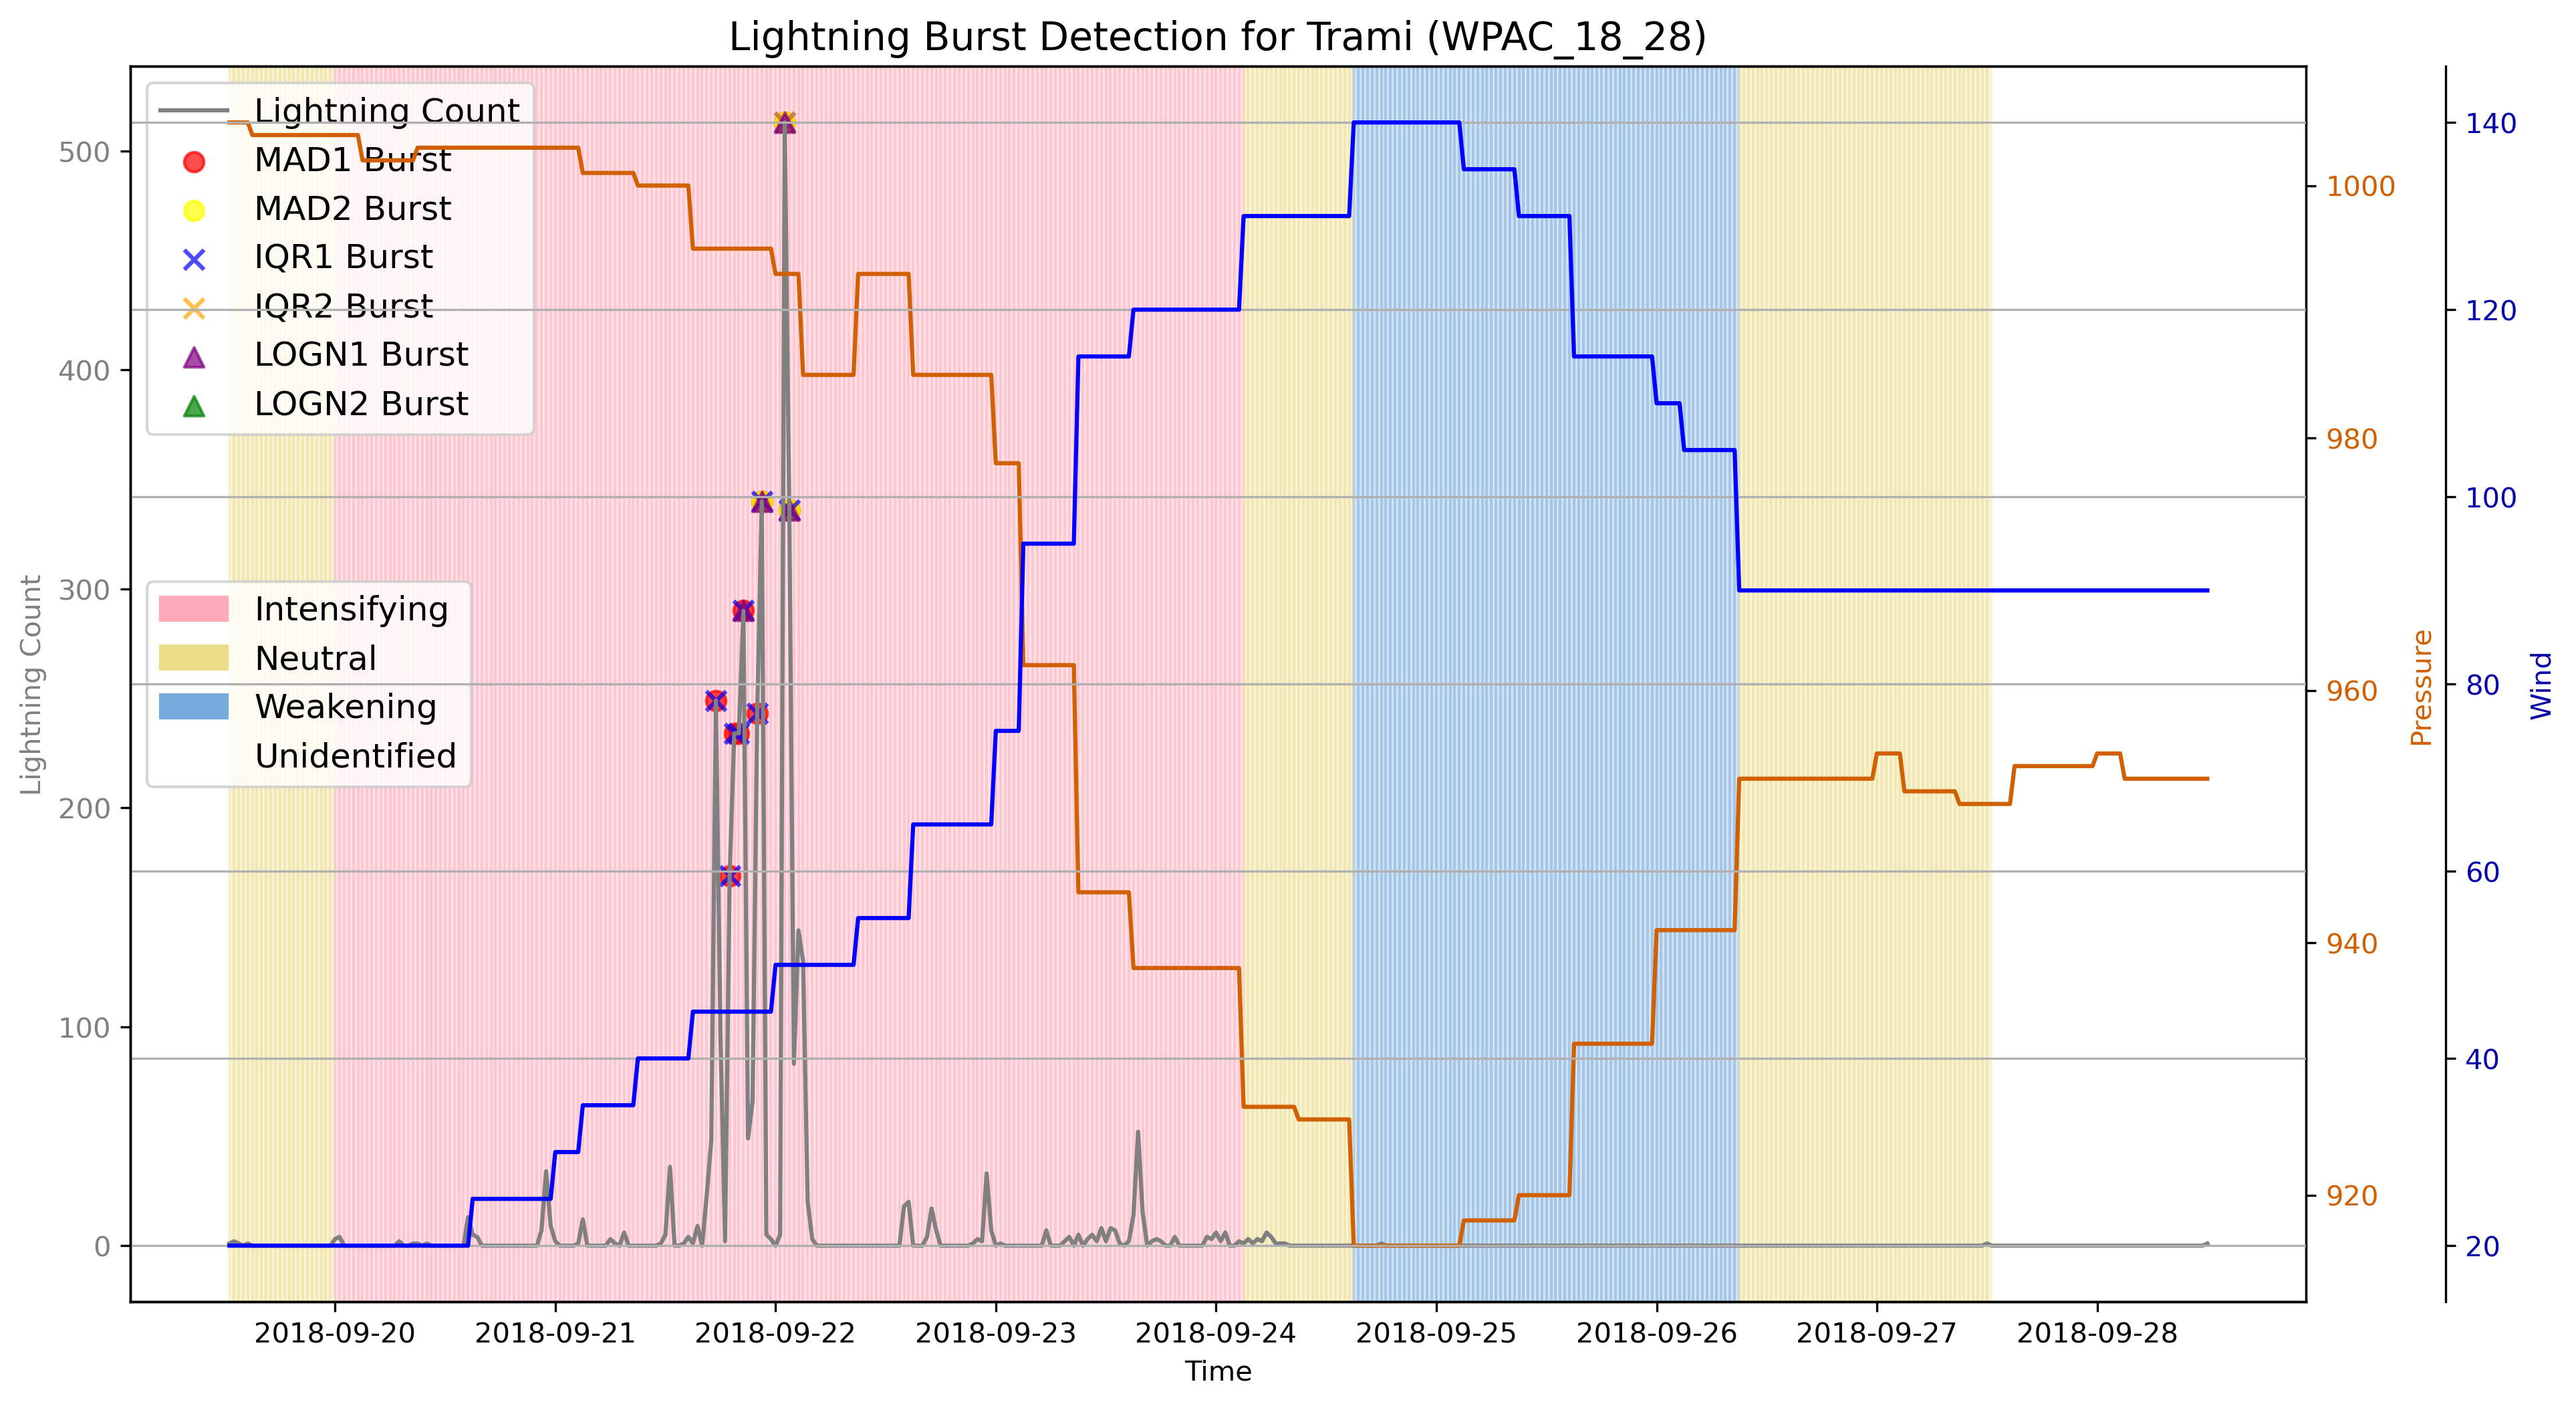 Lightning Burst Detection for Trami (WPAC_18_28)
Lightning Count
MAD1 Burst
MAD2 Burst
IQR1 Burst
IQR2 Burst
LOGN1 Burst
LOGN2 Burst
Intensifying
Neutral
Weakening
Unidentified
Lightning Count
500
400
300
200
100
0
1000
980
960
940
920
Pressure
140
120
100
80
60
40
20
Wind
2018-09-20 2018-09-21 2018-09-22 2018-09-23 2018-09-24 2018-09-25 2018-09-26 2018-09-27 2018-09-28
Time